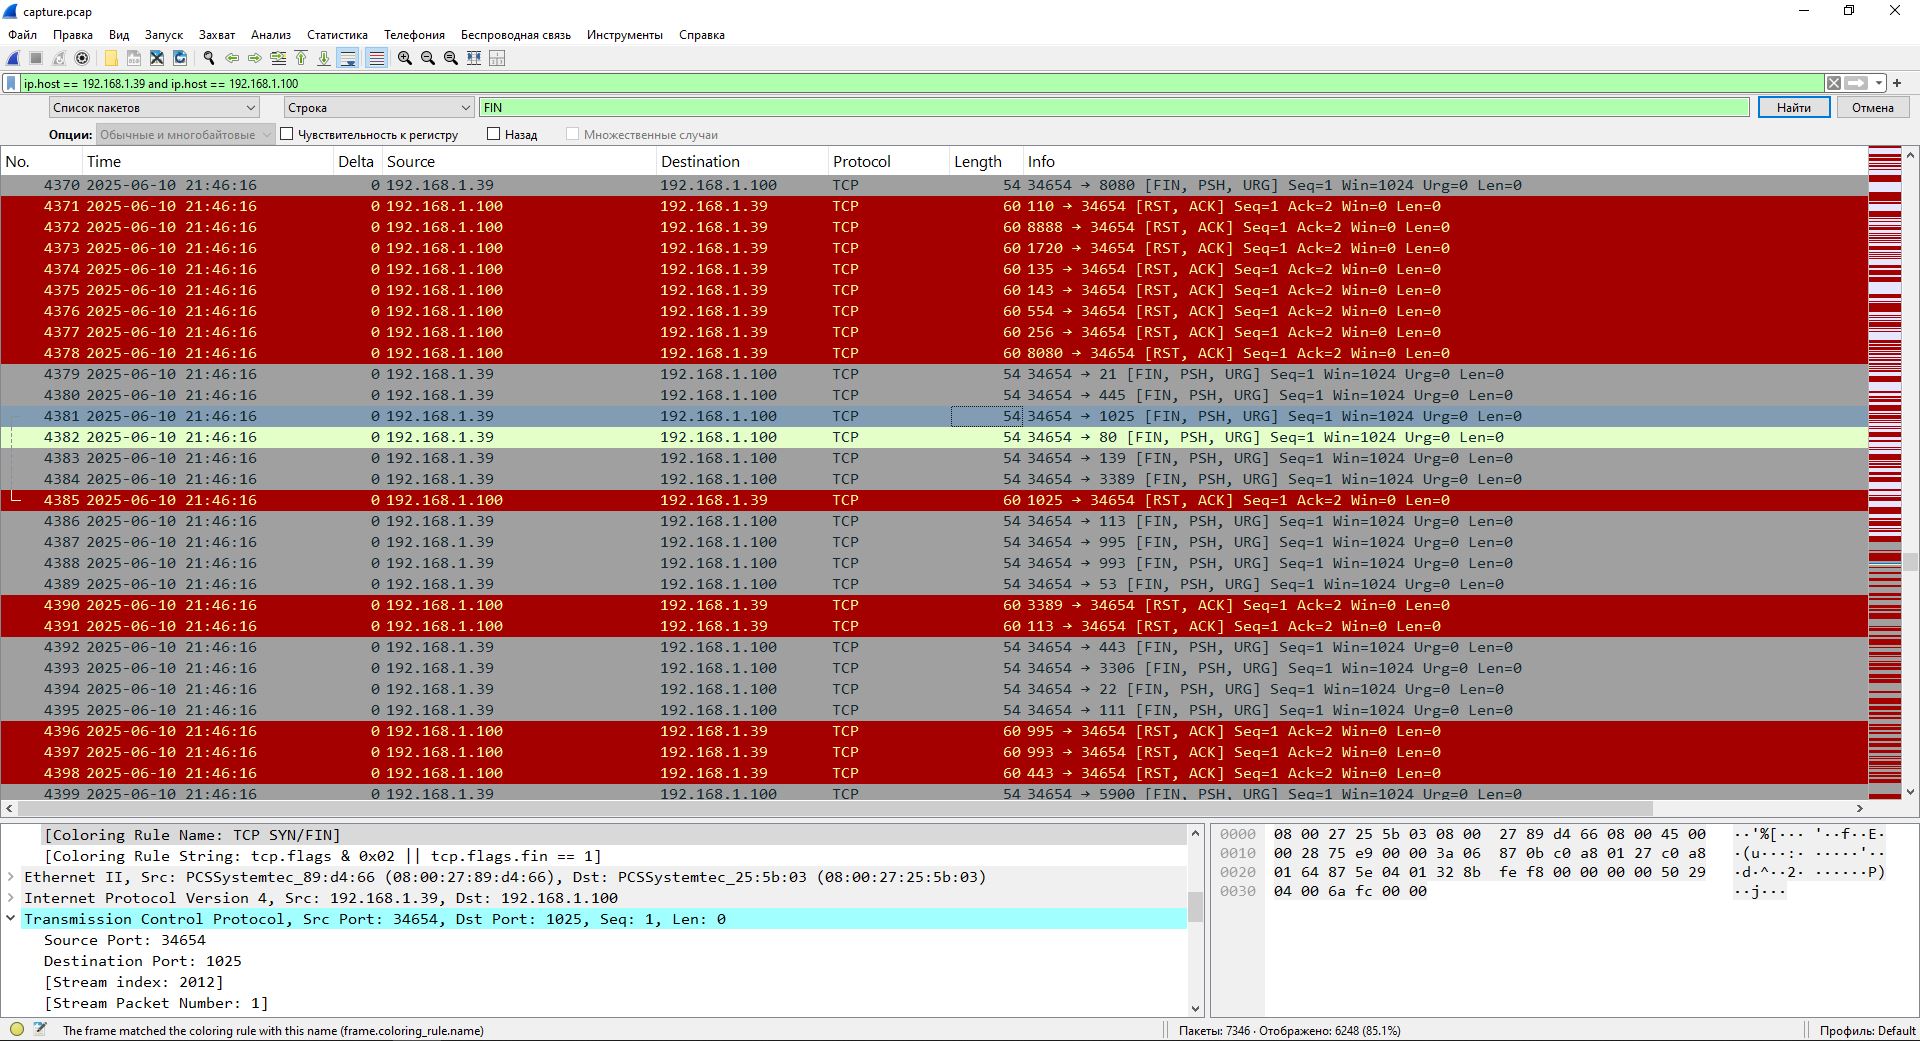 capture.pcap
Файл Правка Вид Запуск Захват Анализ Статистика Телефония Беспроводная связь Инструменты Справка
ip.host == 192.168.1.39 and ip.host == 192.168.1.100
Список пакетов Строка FIN Найти Отмена
Опции: Обычные и многобайтовые Чувствительность к регистру Назад Множественные случаи
No. Time Delta Source Destination Protocol Length Info
4370 2025-06-10 21:46:16 0 192.168.1.39 192.168.1.100 TCP 54 34654 → 8080 [FIN, PSH, URG] Seq=1 Win=1024 Urg=0 Len=0
4371 2025-06-10 21:46:16 0 192.168.1.100 192.168.1.39 TCP 60 110 → 34654 [RST, ACK] Seq=1 Ack=2 Win=0 Len=0
4372 2025-06-10 21:46:16 0 192.168.1.100 192.168.1.39 TCP 60 8888 → 34654 [RST, ACK] Seq=1 Ack=2 Win=0 Len=0
4373 2025-06-10 21:46:16 0 192.168.1.100 192.168.1.39 TCP 60 1720 → 34654 [RST, ACK] Seq=1 Ack=2 Win=0 Len=0
4374 2025-06-10 21:46:16 0 192.168.1.100 192.168.1.39 TCP 60 135 → 34654 [RST, ACK] Seq=1 Ack=2 Win=0 Len=0
4375 2025-06-10 21:46:16 0 192.168.1.100 192.168.1.39 TCP 60 143 → 34654 [RST, ACK] Seq=1 Ack=2 Win=0 Len=0
4376 2025-06-10 21:46:16 0 192.168.1.100 192.168.1.39 TCP 60 554 → 34654 [RST, ACK] Seq=1 Ack=2 Win=0 Len=0
4377 2025-06-10 21:46:16 0 192.168.1.100 192.168.1.39 TCP 60 256 → 34654 [RST, ACK] Seq=1 Ack=2 Win=0 Len=0
4378 2025-06-10 21:46:16 0 192.168.1.100 192.168.1.39 TCP 60 8080 → 34654 [RST, ACK] Seq=1 Ack=2 Win=0 Len=0
4379 2025-06-10 21:46:16 0 192.168.1.39 192.168.1.100 TCP 54 34654 → 21 [FIN, PSH, URG] Seq=1 Win=1024 Urg=0 Len=0
4380 2025-06-10 21:46:16 0 192.168.1.39 192.168.1.100 TCP 54 34654 → 445 [FIN, PSH, URG] Seq=1 Win=1024 Urg=0 Len=0
4381 2025-06-10 21:46:16 0 192.168.1.39 192.168.1.100 TCP 54 34654 → 1025 [FIN, PSH, URG] Seq=1 Win=1024 Urg=0 Len=0
4382 2025-06-10 21:46:16 0 192.168.1.39 192.168.1.100 TCP 54 34654 → 80 [FIN, PSH, URG] Seq=1 Win=1024 Urg=0 Len=0
4383 2025-06-10 21:46:16 0 192.168.1.39 192.168.1.100 TCP 54 34654 → 139 [FIN, PSH, URG] Seq=1 Win=1024 Urg=0 Len=0
4384 2025-06-10 21:46:16 0 192.168.1.39 192.168.1.100 TCP 54 34654 → 3389 [FIN, PSH, URG] Seq=1 Win=1024 Urg=0 Len=0
4385 2025-06-10 21:46:16 0 192.168.1.100 192.168.1.39 TCP 60 1025 → 34654 [RST, ACK] Seq=1 Ack=2 Win=0 Len=0
4386 2025-06-10 21:46:16 0 192.168.1.39 192.168.1.100 TCP 54 34654 → 113 [FIN, PSH, URG] Seq=1 Win=1024 Urg=0 Len=0
4387 2025-06-10 21:46:16 0 192.168.1.39 192.168.1.100 TCP 54 34654 → 995 [FIN, PSH, URG] Seq=1 Win=1024 Urg=0 Len=0
4388 2025-06-10 21:46:16 0 192.168.1.39 192.168.1.100 TCP 54 34654 → 993 [FIN, PSH, URG] Seq=1 Win=1024 Urg=0 Len=0
4389 2025-06-10 21:46:16 0 192.168.1.39 192.168.1.100 TCP 54 34654 → 53 [FIN, PSH, URG] Seq=1 Win=1024 Urg=0 Len=0
4390 2025-06-10 21:46:16 0 192.168.1.100 192.168.1.39 TCP 60 3389 → 34654 [RST, ACK] Seq=1 Ack=2 Win=0 Len=0
4391 2025-06-10 21:46:16 0 192.168.1.100 192.168.1.39 TCP 60 113 → 34654 [RST, ACK] Seq=1 Ack=2 Win=0 Len=0
4392 2025-06-10 21:46:16 0 192.168.1.39 192.168.1.100 TCP 54 34654 → 443 [FIN, PSH, URG] Seq=1 Win=1024 Urg=0 Len=0
4393 2025-06-10 21:46:16 0 192.168.1.39 192.168.1.100 TCP 54 34654 → 3306 [FIN, PSH, URG] Seq=1 Win=1024 Urg=0 Len=0
4394 2025-06-10 21:46:16 0 192.168.1.39 192.168.1.100 TCP 54 34654 → 22 [FIN, PSH, URG] Seq=1 Win=1024 Urg=0 Len=0
4395 2025-06-10 21:46:16 0 192.168.1.39 192.168.1.100 TCP 54 34654 → 111 [FIN, PSH, URG] Seq=1 Win=1024 Urg=0 Len=0
4396 2025-06-10 21:46:16 0 192.168.1.100 192.168.1.39 TCP 60 995 → 34654 [RST, ACK] Seq=1 Ack=2 Win=0 Len=0
4397 2025-06-10 21:46:16 0 192.168.1.100 192.168.1.39 TCP 60 993 → 34654 [RST, ACK] Seq=1 Ack=2 Win=0 Len=0
4398 2025-06-10 21:46:16 0 192.168.1.100 192.168.1.39 TCP 60 443 → 34654 [RST, ACK] Seq=1 Ack=2 Win=0 Len=0
4399 2025-06-10 21:46:16 0 192.168.1.39 192.168.1.100 TCP 54 34654 → 5900 [FIN, PSH, URG] Seq=1 Win=1024 Urg=0 Len=0
[Coloring Rule Name: TCP SYN/FIN]
[Coloring Rule String: tcp.flags & 0x02 || tcp.flags.fin == 1]
Ethernet II, Src: PCSSystemtec_89:d4:66 (08:00:27:89:d4:66), Dst: PCSSystemtec_25:5b:03 (08:00:27:25:5b:03)
Internet Protocol Version 4, Src: 192.168.1.39, Dst: 192.168.1.100
Transmission Control Protocol, Src Port: 34654, Dst Port: 1025, Seq: 1, Len: 0
Source Port: 34654
Destination Port: 1025
[Stream index: 2012]
[Stream Packet Number: 1]
0000 08 00 27 25 5b 03 08 00 27 89 d4 66 08 00 45 00 ··'%[··· '··f··E·
0010 00 28 75 e9 00 00 3a 06 87 0b c0 a8 01 27 c0 a8 ·(u···:· ·····'··
0020 01 64 87 5e 04 01 32 8b fe f8 00 00 00 00 50 29 ·d·^··2· ······P)
0030 04 00 6a fc 00 00 ··j···
The frame matched the coloring rule with this name (frame.coloring_rule.name)
Пакеты: 7346 · Отображено: 6248 (85.1%)
Профиль: Default